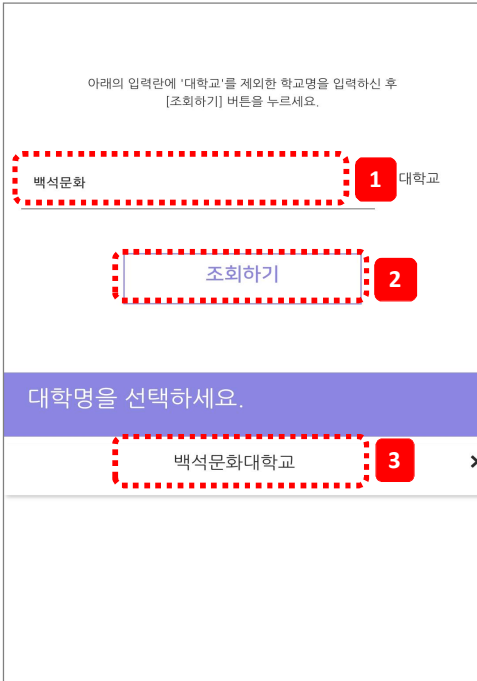 아래의 입력란에 '대학교'를 제외한 학교명을 입력하신 후
[조회하기] 버튼을 누르세요.
백석문화 1 대학교
조회하기 2
대학명을 선택하세요.
백석문화대학교 3